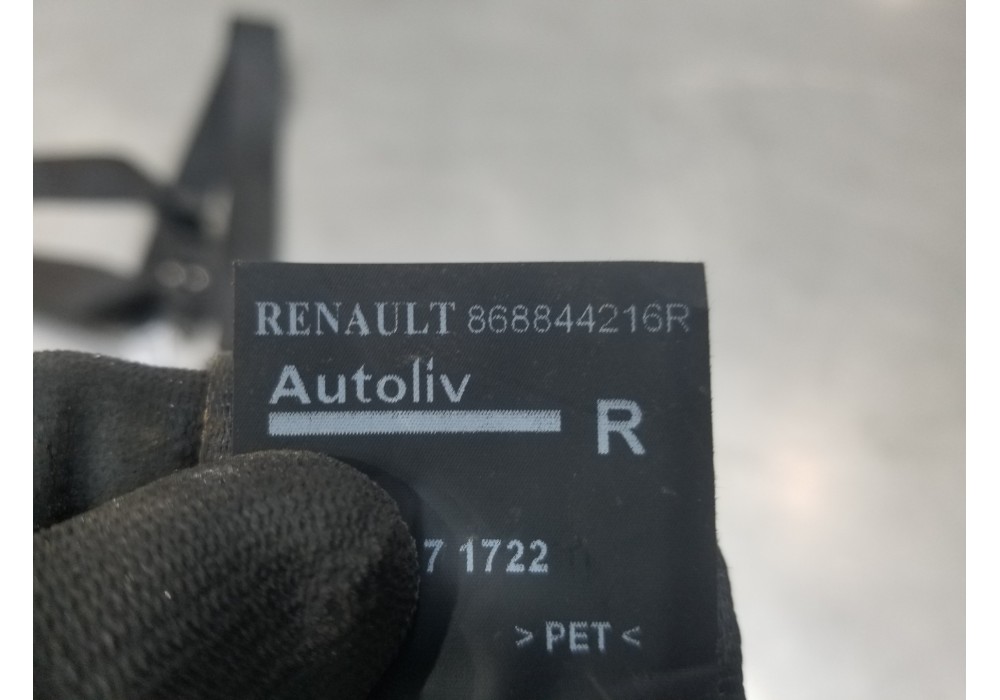 RENAULT 868844216R
Autoliv
R
7 1722
> PET <